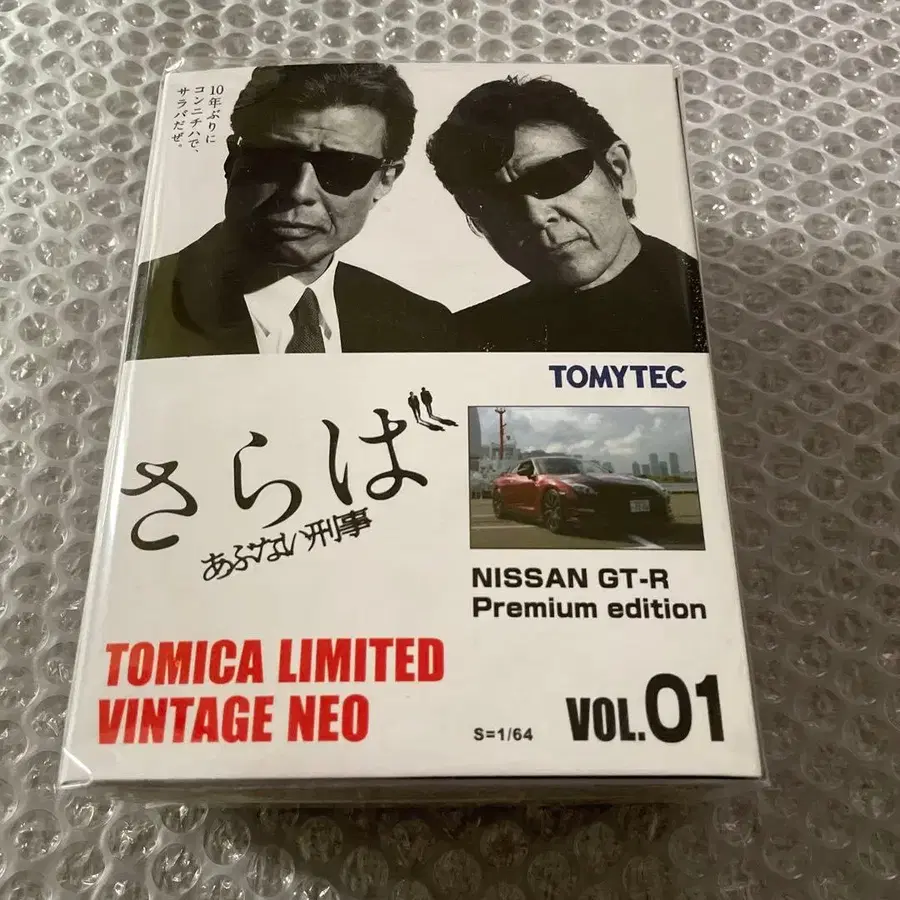 10年ぶりに
コンニチハで、
サラバだぜ。
TOMYTEC
さらば
あぶない刑事
NISSAN GT-R
Premium edition
TOMICA LIMITED
VINTAGE NEO
S=1/64
VOL.01